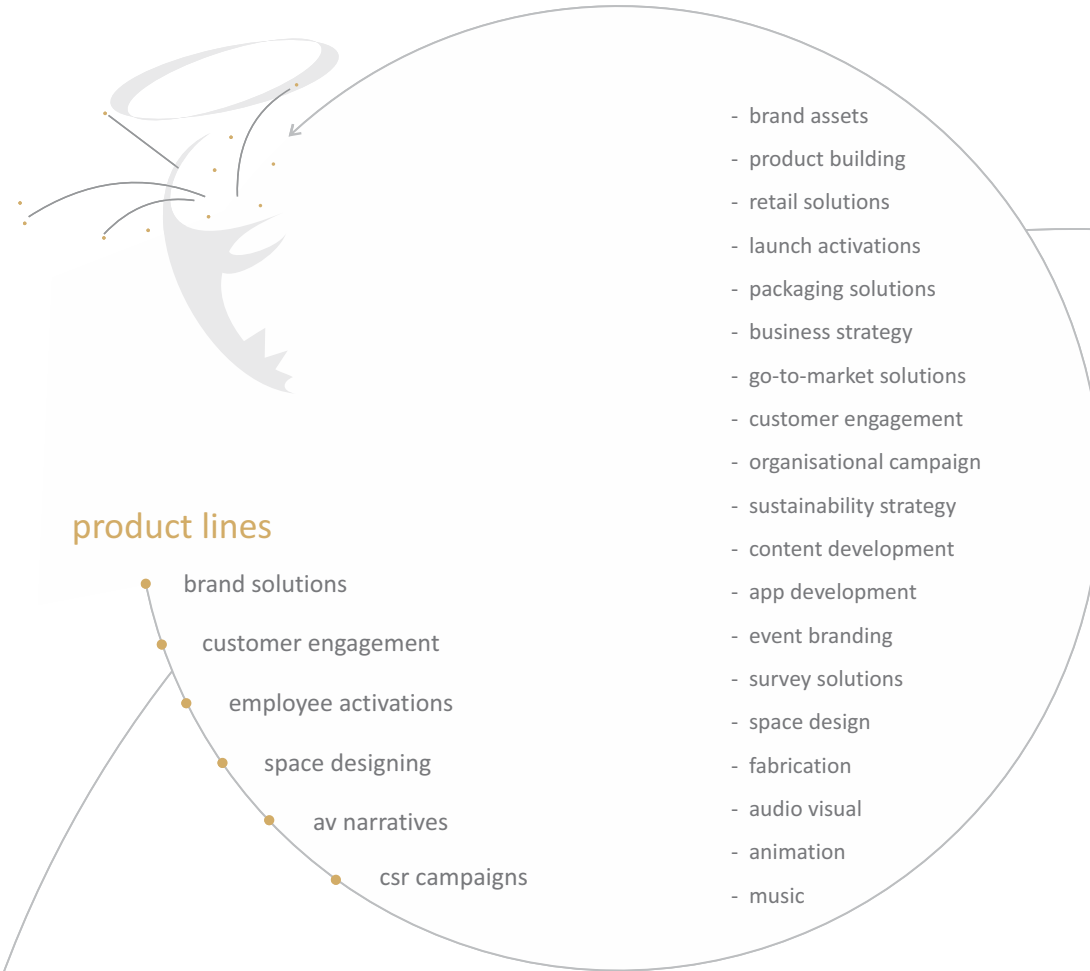 product lines
brand solutions
customer engagement
employee activations
space designing
av narratives
csr campaigns
- brand assets
- product building
- retail solutions
- launch activations
- packaging solutions
- business strategy
- go-to-market solutions
- customer engagement
- organisational campaign
- sustainability strategy
- content development
- app development
- event branding
- survey solutions
- space design
- fabrication
- audio visual
- animation
- music